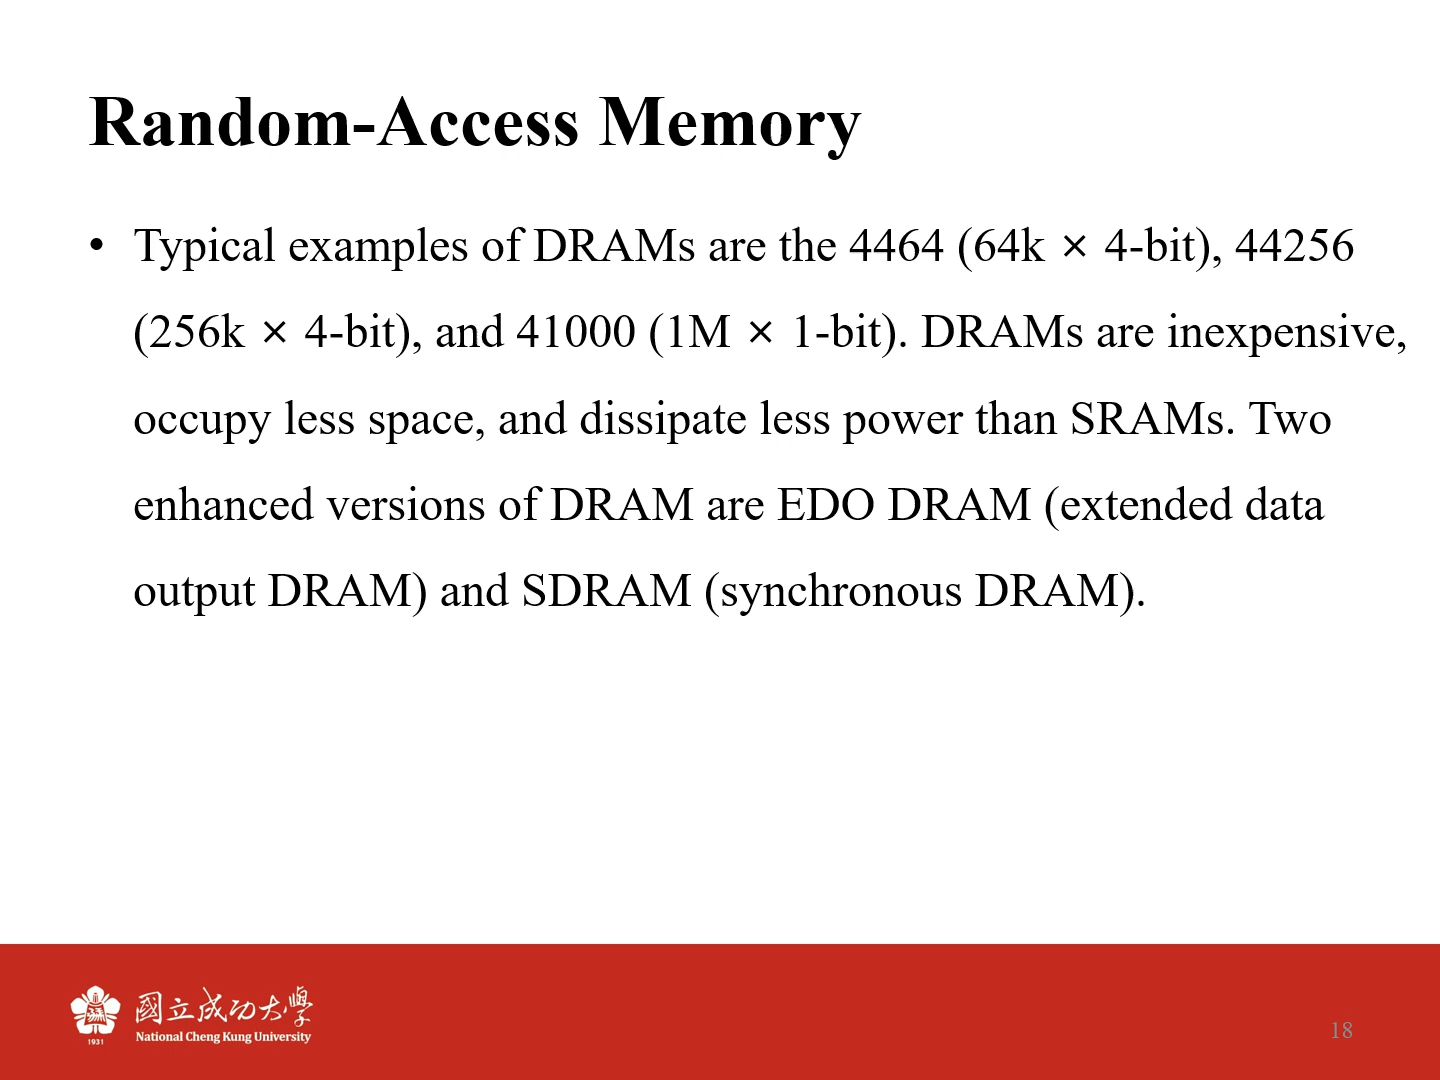 Random-Access Memory
• Typical examples of DRAMs are the 4464 (64k × 4-bit), 44256
(256k × 4-bit), and 41000 (1M × 1-bit). DRAMs are inexpensive,
occupy less space, and dissipate less power than SRAMs. Two
enhanced versions of DRAM are EDO DRAM (extended data
output DRAM) and SDRAM (synchronous DRAM).
國立成功大學
National Cheng Kung University
1931
18